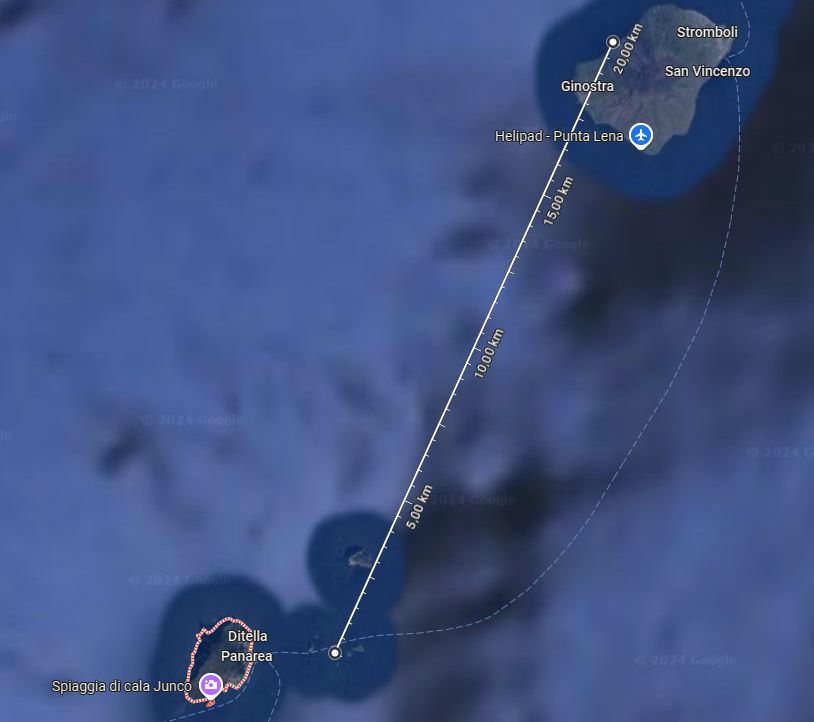 Stromboli
20,00 km
San Vincenzo
Ginostra
© 2024 Google
Helipad - Punta Lena
15,00 km
© 2024 Google
10,00 km
© 2024 Google
5,00 km
2024 Google
© 2024 Google
Ditella
Panarea
© 2024 Google
Spiaggia di cala Junco